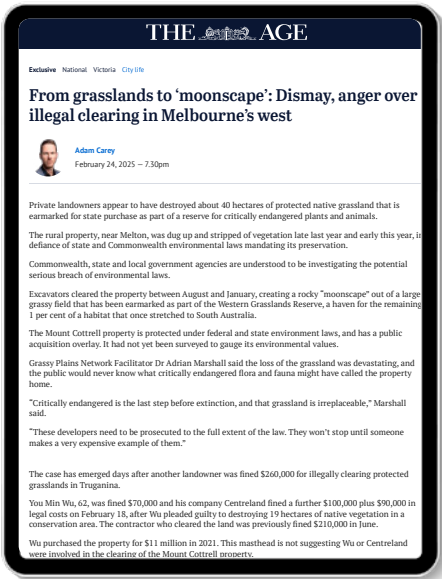 THE AGE
Exclusive National Victoria City life
From grasslands to ‘moonscape’: Dismay, anger over
illegal clearing in Melbourne’s west
Adam Carey
February 24, 2025 — 7.30pm
Private landowners appear to have destroyed about 40 hectares of protected native grassland that is
earmarked for state purchase as part of a reserve for critically endangered plants and animals.
The rural property, near Melton, was dug up and stripped of vegetation late last year and early this year, in
defiance of state and Commonwealth environmental laws mandating its preservation.
Commonwealth, state and local government agencies are understood to be investigating the potential
serious breach of environmental laws.
Excavators cleared the property between August and January, creating a rocky “moonscape” out of a large
grassy field that has been earmarked as part of the Western Grasslands Reserve, a haven for the remaining
1 per cent of a habitat that once stretched to South Australia.
The Mount Cottrell property is protected under federal and state environment laws, and has a public
acquisition overlay. It had not yet been surveyed to gauge its environmental values.
Grassy Plains Network Facilitator Dr Adrian Marshall said the loss of the grassland was devastating, and
the public would never know what critically endangered flora and fauna might have called the property
home.
“Critically endangered is the last step before extinction, and that grassland is irreplaceable,” Marshall
said.
“These developers need to be prosecuted to the full extent of the law. They won’t stop until someone
makes a very expensive example of them.”
The case has emerged days after another landowner was fined $260,000 for illegally clearing protected
grasslands in Truganina.
You Min Wu, 62, was fined $70,000 and his company Centreland fined a further $100,000 plus $90,000 in
legal costs on February 18, after Wu pleaded guilty to destroying 19 hectares of native vegetation in a
conservation area. The contractor who cleared the land was previously fined $210,000 in June.
Wu purchased the property for $11 million in 2021. This masthead is not suggesting Wu or Centreland
were involved in the clearing of the Mount Cottrell property.